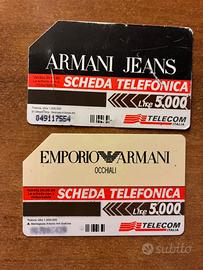 ARMANI JEANS
SCHEDA TELEFONICA
Lire 5.000
049117554
TELECOM
ITALIA
EMPORIO ARMANI
OCCHIALI
SCHEDA TELEFONICA
Lire 5.000
TELECOM
ITALIA
subito